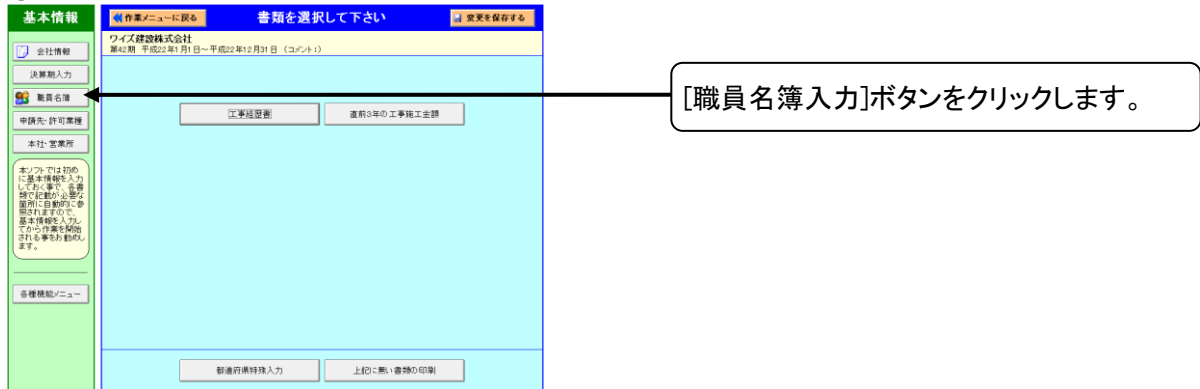 基本情報
会社情報
決算期入力
職員名簿
申請先・許可業種
本社・営業所
本ソフトでは初め
に基本情報を入力
しておく事で、各書
類で記載が必要な
箇所に自動的に参
照されますので、
基本情報を入力し
てから作業を開始
される事をお勧めし
ます。
各種機能メニュー
作業メニューに戻る
書類を選択して下さい
変更を保存する
ワイズ建設株式会社
第42期 平成22年1月1日～平成22年12月31日 (コメント:)
工事経歴書
直前3年の工事施工金額
都道府県特殊入力
上記に無い書類の印刷
[職員名簿入力]ボタンをクリックします。